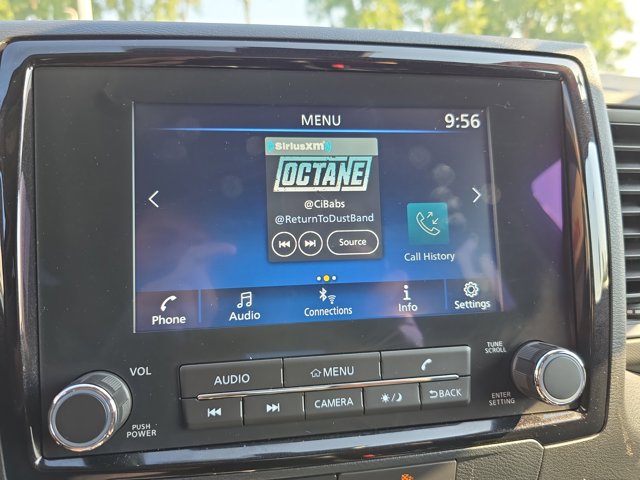 MENU 9:56
SiriusXM
OCTANE
@CiBabs
@ReturnToDustBand
Source
Call History
Phone Audio Connections Info Settings
VOL
AUDIO MENU
TUNE
SCROLL
PUSH
POWER
CAMERA BACK
ENTER
SETTING